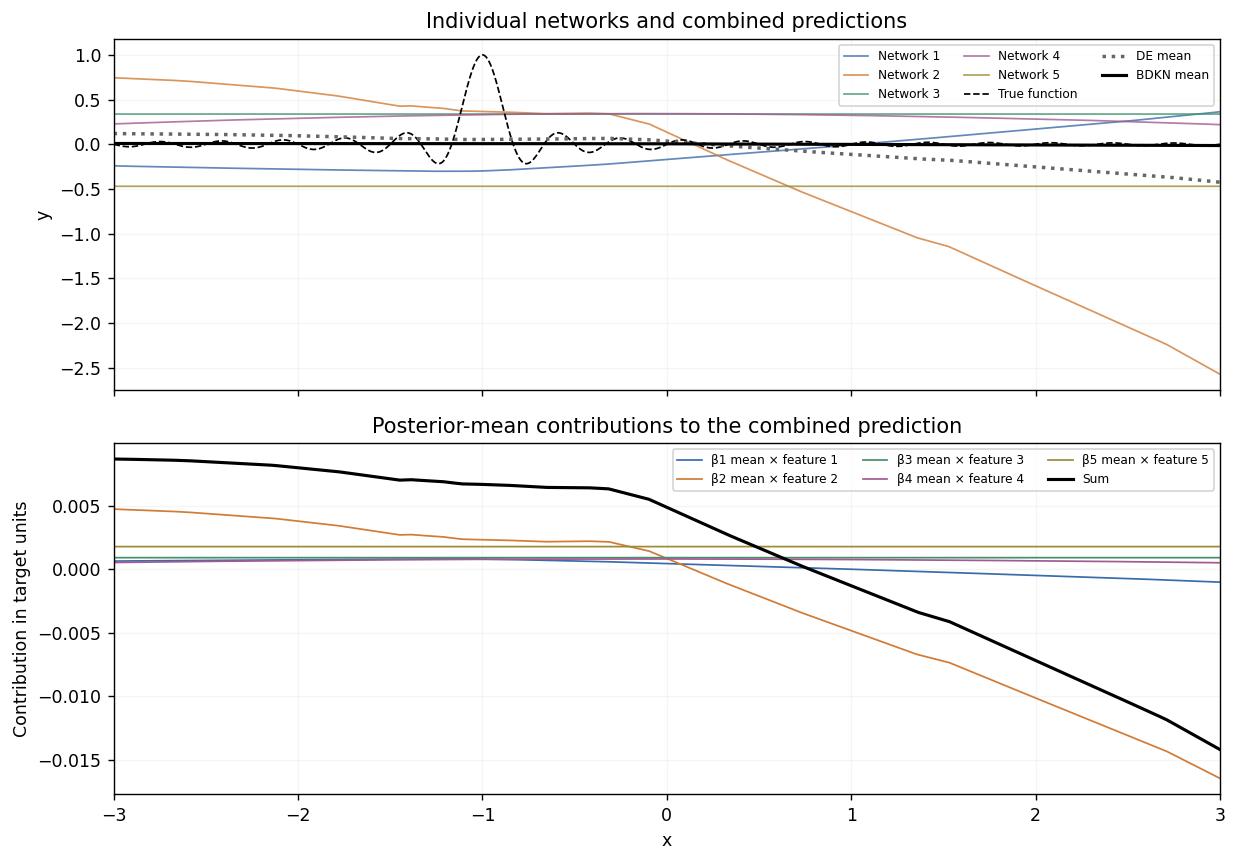 Individual networks and combined predictions
1.0
0.5
0.0
−0.5
−1.0
−1.5
−2.0
−2.5
y
Network 1
Network 2
Network 3
Network 4
Network 5
True function
DE mean
BDKN mean
Posterior-mean contributions to the combined prediction
0.005
0.000
−0.005
−0.010
−0.015
Contribution in target units
β1 mean × feature 1
β2 mean × feature 2
β3 mean × feature 3
β4 mean × feature 4
β5 mean × feature 5
Sum
−3 −2 −1 0 1 2 3
x